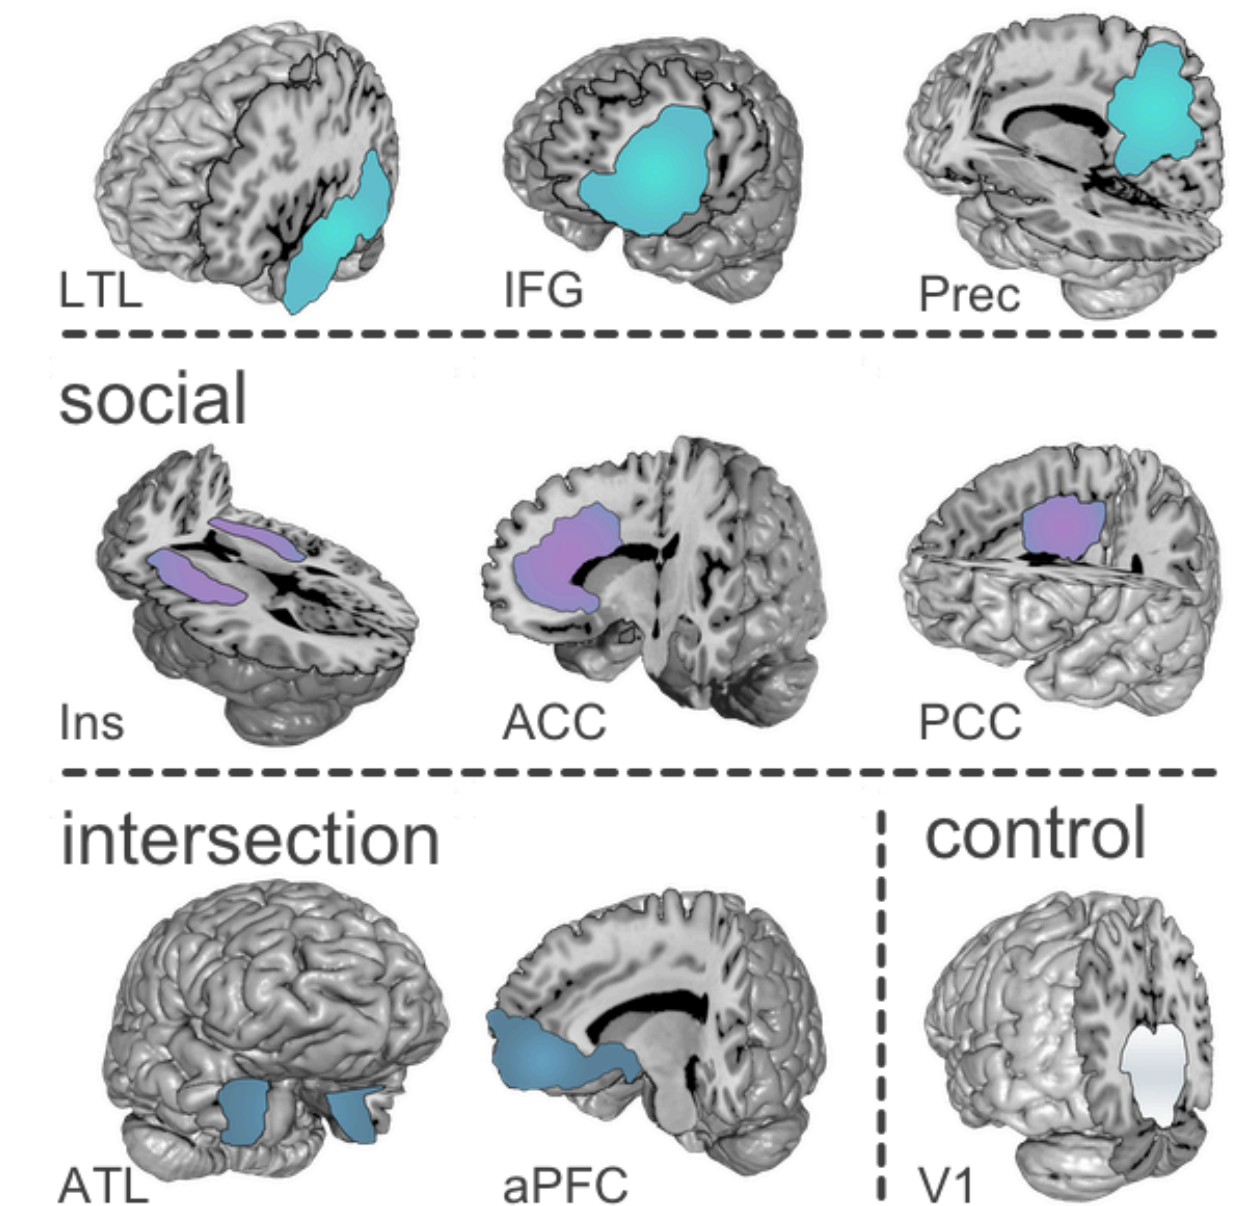 LTL
IFG
Prec
social
Ins
ACC
PCC
intersection
control
ATL
aPFC
V1